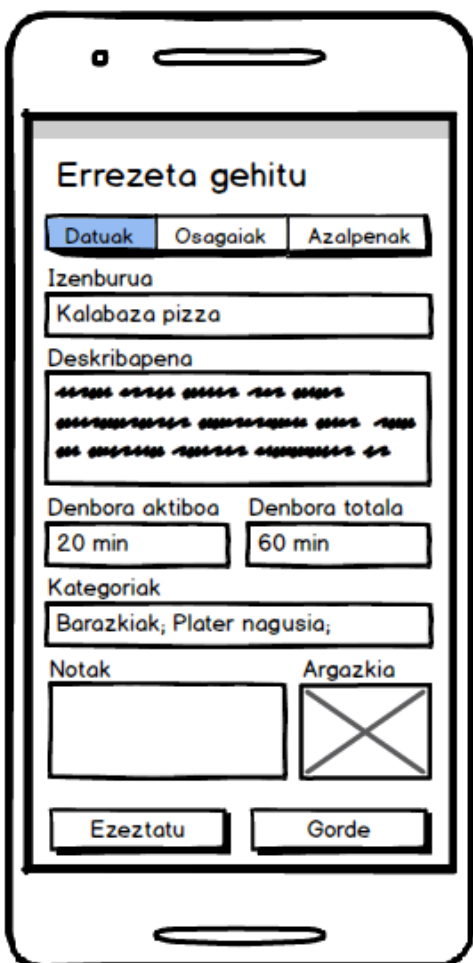 Errezeta gehitu
Datuak Osagaiak Azalpenak
Izenburua
Kalabaza pizza
Deskribapena
Denbora aktiboa Denbora totala
20 min 60 min
Kategoriak
Barazkiak; Plater nagusia;
Notak Argazkia
Ezeztatu Gorde